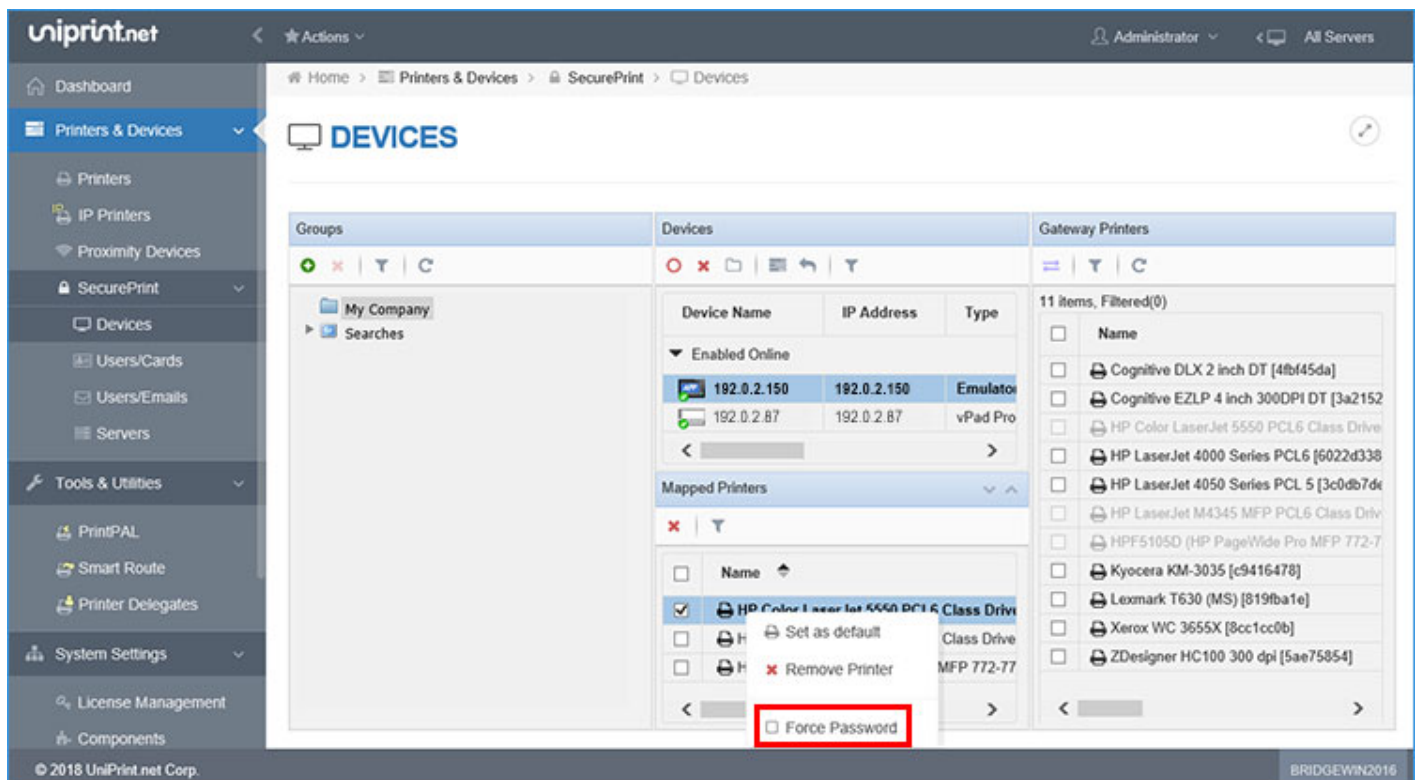 uniprint.net
Actions
Administrator
All Servers
Home > Printers & Devices > SecurePrint > Devices
Dashboard
Printers & Devices
Printers
IP Printers
Proximity Devices
SecurePrint
Devices
Users/Cards
Users/Emails
Servers
Tools & Utilities
PrintPAL
Smart Route
Printer Delegates
System Settings
License Management
Components
DEVICES
Groups
My Company
Searches
Devices
Device Name IP Address Type
Enabled Online
192.0.2.150 192.0.2.150 Emulator
192.0.2.87 192.0.2.87 vPad Pro
Mapped Printers
Name
HP Color LaserJet 5550 PCL6 Class Drive
H Class Drive
H MFP 772-77
Set as default
Remove Printer
Force Password
Gateway Printers
11 items, Filtered(0)
Name
Cognitive DLX 2 inch DT [4fbf45da]
Cognitive EZLP 4 inch 300DPI DT [3a2152
HP Color LaserJet 5550 PCL6 Class Drive
HP LaserJet 4000 Series PCL6 [6022d338
HP LaserJet 4050 Series PCL 5 [3c0db7de
HP LaserJet M4345 MFP PCL6 Class Driv
HPF5105D (HP PageWide Pro MFP 772-7
Kyocera KM-3035 [c9416478]
Lexmark T630 (MS) [819fba1e]
Xerox WC 3655X [8cc1cc0b]
ZDesigner HC100 300 dpi [5ae75854]
© 2018 UniPrint.net Corp.
BRIDGEWIN2016